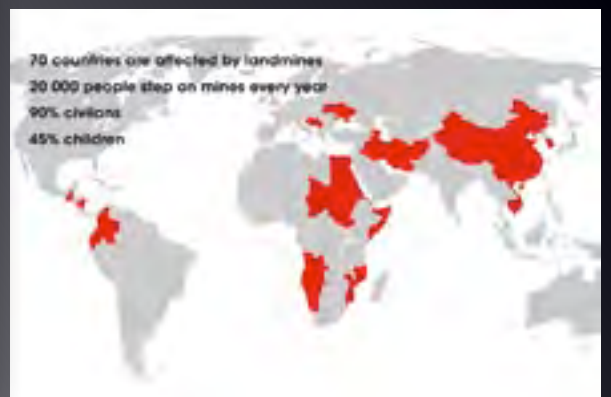 70 countries are affected by landmines
20 000 people step on mines every year
90% civilians
45% children